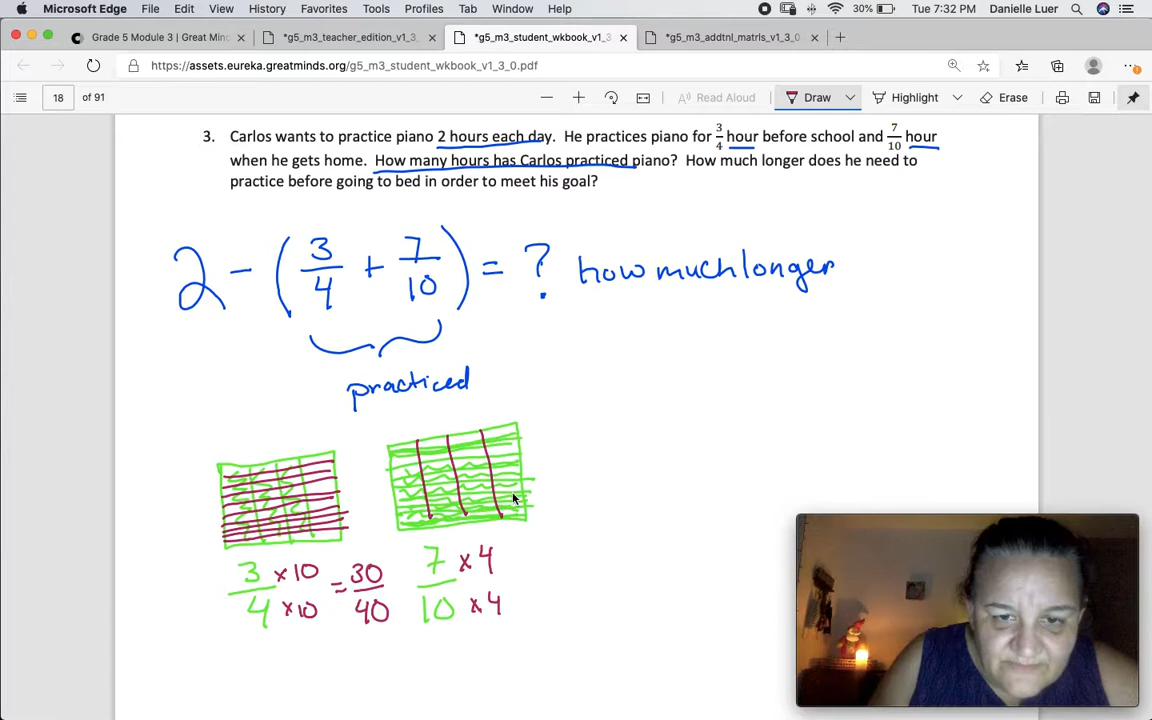 Microsoft Edge File Edit View History Favorites Tools Profiles Tab Window Help 30% Tue 7:32 PM Danielle Luer
Grade 5 Module 3 | Great Min *g5_m3_teacher_edition_v1_3_ *g5_m3_student_wkbook_v1_3 *g5_m3_addtnl_matrls_v1_3_0
https://assets.eureka.greatminds.org/g5_m3_student_wkbook_v1_3_0.pdf
18 of 91 Read Aloud Draw Highlight Erase
3. Carlos wants to practice piano 2 hours each day. He practices piano for 3/4 hour before school and 7/10 hour
when he gets home. How many hours has Carlos practiced piano? How much longer does he need to
practice before going to bed in order to meet his goal?
2 - (3/4 + 7/10) = ? how much longer
practiced
3/4 ×10/×10 = 30/40 7/10 ×4/×4